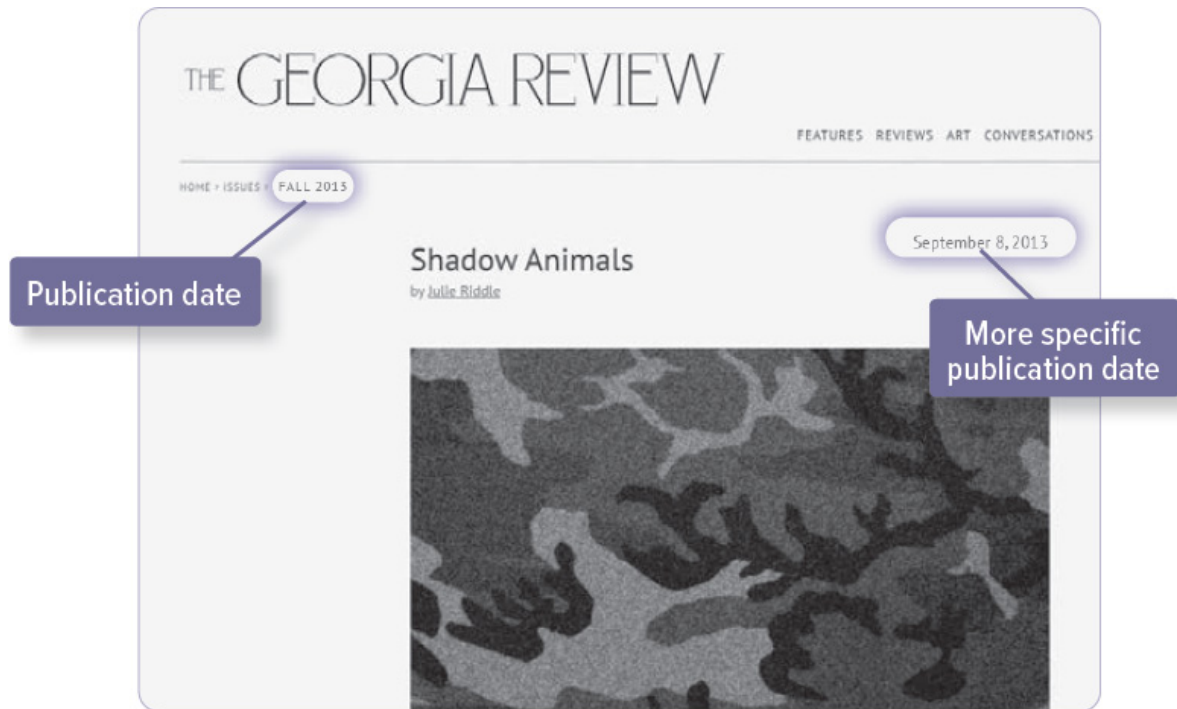 THE GEORGIA REVIEW
FEATURES REVIEWS ART CONVERSATIONS
HOME › ISSUES › FALL 2013
September 8, 2013
Publication date
Shadow Animals
by Julie Riddle
More specific
publication date